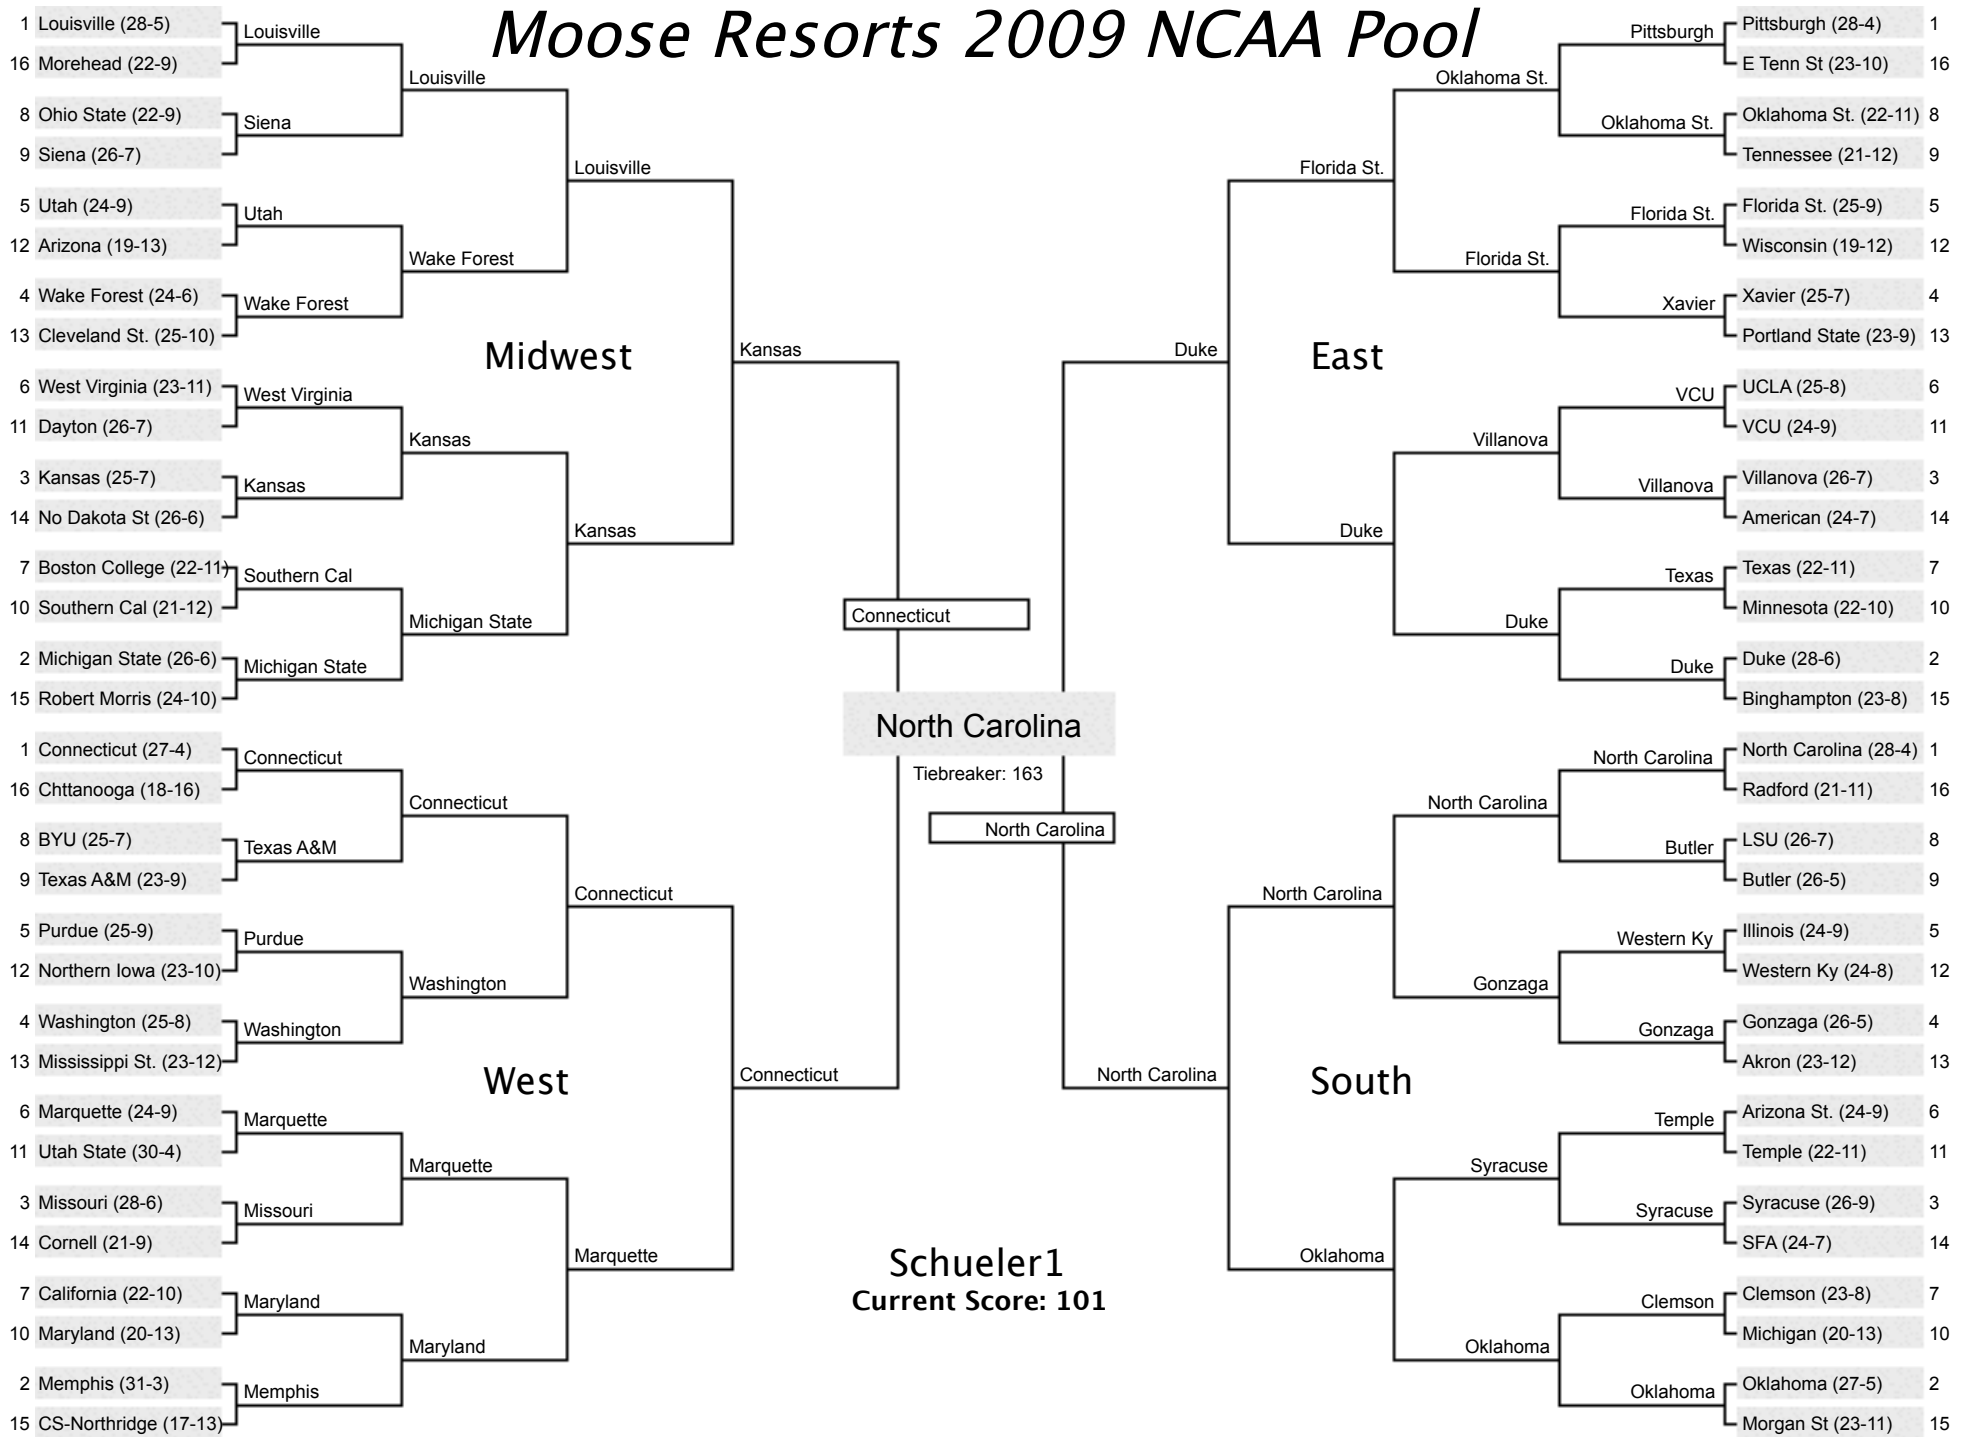 Moose Resorts 2009 NCAA Pool
1 Louisville (28-5)
Louisville
16 Morehead (22-9)
Louisville
8 Ohio State (22-9)
Siena
9 Siena (26-7)
Louisville
5 Utah (24-9)
Utah
12 Arizona (19-13)
Wake Forest
4 Wake Forest (24-6)
Wake Forest
13 Cleveland St. (25-10)
Midwest
Kansas
6 West Virginia (23-11)
West Virginia
11 Dayton (26-7)
Kansas
3 Kansas (25-7)
Kansas
14 No Dakota St (26-6)
Kansas
7 Boston College (22-11)
Southern Cal
10 Southern Cal (21-12)
Michigan State
2 Michigan State (26-6)
Michigan State
15 Robert Morris (24-10)
1 Connecticut (27-4)
Connecticut
16 Chttanooga (18-16)
Connecticut
8 BYU (25-7)
Texas A&M
9 Texas A&M (23-9)
Connecticut
5 Purdue (25-9)
Purdue
12 Northern Iowa (23-10)
Washington
4 Washington (25-8)
Washington
13 Mississippi St. (23-12)
West
Connecticut
6 Marquette (24-9)
Marquette
11 Utah State (30-4)
Marquette
3 Missouri (28-6)
Missouri
14 Cornell (21-9)
Marquette
7 California (22-10)
Maryland
10 Maryland (20-13)
Maryland
2 Memphis (31-3)
Memphis
15 CS-Northridge (17-13)
Connecticut
North Carolina
Tiebreaker: 163
North Carolina
Schueler1
Current Score: 101
Pittsburgh (28-4) 1
Pittsburgh
E Tenn St (23-10) 16
Oklahoma St.
Oklahoma St. (22-11) 8
Oklahoma St.
Tennessee (21-12) 9
Florida St.
Florida St. (25-9) 5
Florida St.
Wisconsin (19-12) 12
Florida St.
Xavier (25-7) 4
Xavier
Portland State (23-9) 13
Duke
East
UCLA (25-8) 6
VCU
VCU (24-9) 11
Villanova
Villanova (26-7) 3
Villanova
American (24-7) 14
Duke
Texas (22-11) 7
Texas
Minnesota (22-10) 10
Duke
Duke (28-6) 2
Duke
Binghampton (23-8) 15
North Carolina (28-4) 1
North Carolina
Radford (21-11) 16
North Carolina
LSU (26-7) 8
Butler
Butler (26-5) 9
North Carolina
Illinois (24-9) 5
Western Ky
Western Ky (24-8) 12
Gonzaga
Gonzaga (26-5) 4
Gonzaga
Akron (23-12) 13
North Carolina
South
Arizona St. (24-9) 6
Temple
Temple (22-11) 11
Syracuse
Syracuse (26-9) 3
Syracuse
SFA (24-7) 14
Oklahoma
Clemson (23-8) 7
Clemson
Michigan (20-13) 10
Oklahoma
Oklahoma (27-5) 2
Oklahoma
Morgan St (23-11) 15